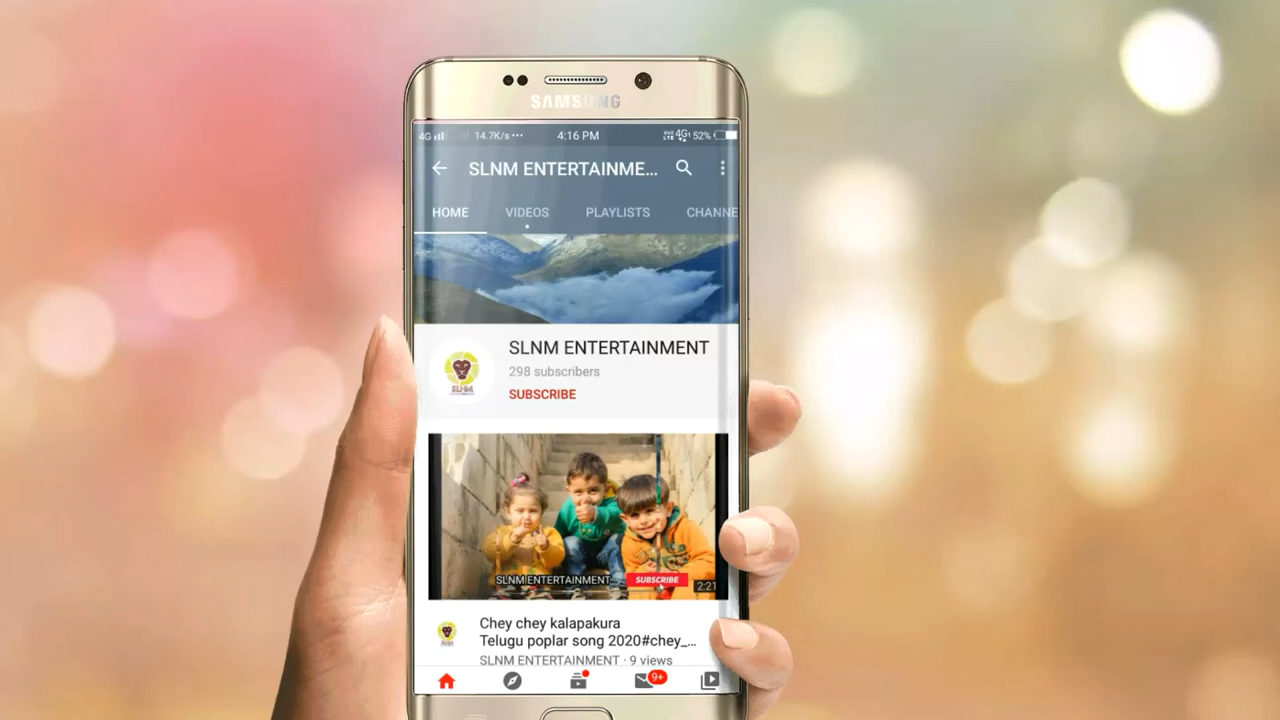 SAMSUNG
4G 14.7K/s ••• 4:16 PM VoLTE 4G 52%
SLNM ENTERTAINME...
HOME VIDEOS PLAYLISTS CHANNE
SLNM ENTERTAINMENT
298 subscribers
SUBSCRIBE
SLNM
SLNM ENTERTAINMENT SUBSCRIBE 2:21
Chey chey kalapakura
Telugu poplar song 2020#chey_...
SLNM ENTERTAINMENT · 9 views
9+